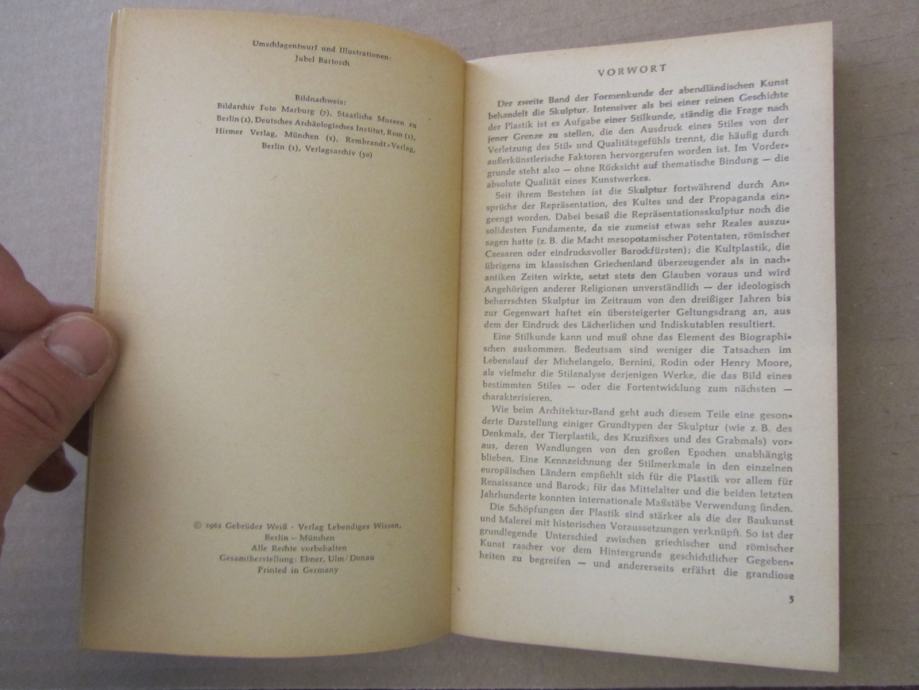 Umschlagentwurf und Illustrationen:
Jubel Bartosch
Bildnachweis:
Bildarchiv Foto Marburg (7), Staatliche Museen zu
Berlin (2), Deutsches Archäologisches Institut, Rom (1),
Hirmer Verlag, München (1), Rembrandt-Verlag,
Berlin (1), Verlagsarchiv (30)
© 1962 Gebrüder Weiß · Verlag Lebendiges Wissen,
Berlin – München
Alle Rechte vorbehalten
Gesamtherstellung: Ebner, Ulm/Donau
Printed in Germany
VORWORT
Der zweite Band der Formenkunde der abendländischen Kunst
behandelt die Skulptur. Intensiver als bei einer reinen Geschichte
der Plastik ist es Aufgabe einer Stilkunde, ständig die Frage nach
jener Grenze zu stellen, die den Ausdruck eines Stiles von der
Verletzung des Stil- und Qualitätsgefühls trennt, die häufig durch
außerkünstlerische Faktoren hervorgerufen worden ist. Im Vorder-
grunde steht also — ohne Rücksicht auf thematische Bindung — die
absolute Qualität eines Kunstwerkes.
Seit ihrem Bestehen ist die Skulptur fortwährend durch An-
sprüche der Repräsentation, des Kultes und der Propaganda ein-
geengt worden. Dabei besaß die Repräsentationsskulptur noch die
solidesten Fundamente, da sie zumeist etwas sehr Reales auszu-
sagen hatte (z. B. die Macht mesopotamischer Potentaten, römischer
Caesaren oder eindrucksvoller Barockfürsten); die Kultplastik, die
übrigens im klassischen Griechenland überzeugender als in nach-
antiken Zeiten wirkte, setzt stets den Glauben voraus und wird
Angehörigen anderer Religionen unverständlich — der ideologisch
beherrschten Skulptur im Zeitraum von den dreißiger Jahren bis
zur Gegenwart haftet ein übersteigerter Geltungsdrang an, aus
dem der Eindruck des Lächerlichen und Indiskutablen resultiert.
Eine Stilkunde kann und muß ohne das Element des Biographi-
schen auskommen. Bedeutsam sind weniger die Tatsachen im
Lebenslauf der Michelangelo, Bernini, Rodin oder Henry Moore,
als vielmehr die Stilanalyse derjenigen Werke, die das Bild eines
bestimmten Stiles — oder die Fortentwicklung zum nächsten —
charakterisieren.
Wie beim Architektur-Band geht auch diesem Teile eine geson-
derte Darstellung einiger Grundtypen der Skulptur (wie z. B. des
Denkmals, der Tierplastik, des Kruzifixes und des Grabmals) vor-
aus, deren Wandlungen von den großen Epochen unabhängig
blieben. Eine Kennzeichnung der Stilmerkmale in den einzelnen
europäischen Ländern empfiehlt sich für die Plastik vor allem für
Renaissance und Barock; für das Mittelalter und die beiden letzten
Jahrhunderte konnten internationale Maßstäbe Verwendung finden.
Die Schöpfungen der Plastik sind stärker als die der Baukunst
und Malerei mit historischen Voraussetzungen verknüpft. So ist der
grundlegende Unterschied zwischen griechischer und römischer
Kunst rascher vor dem Hintergrunde geschichtlicher Gegeben-
heiten zu begreifen — und andererseits erfährt die grandiose
5